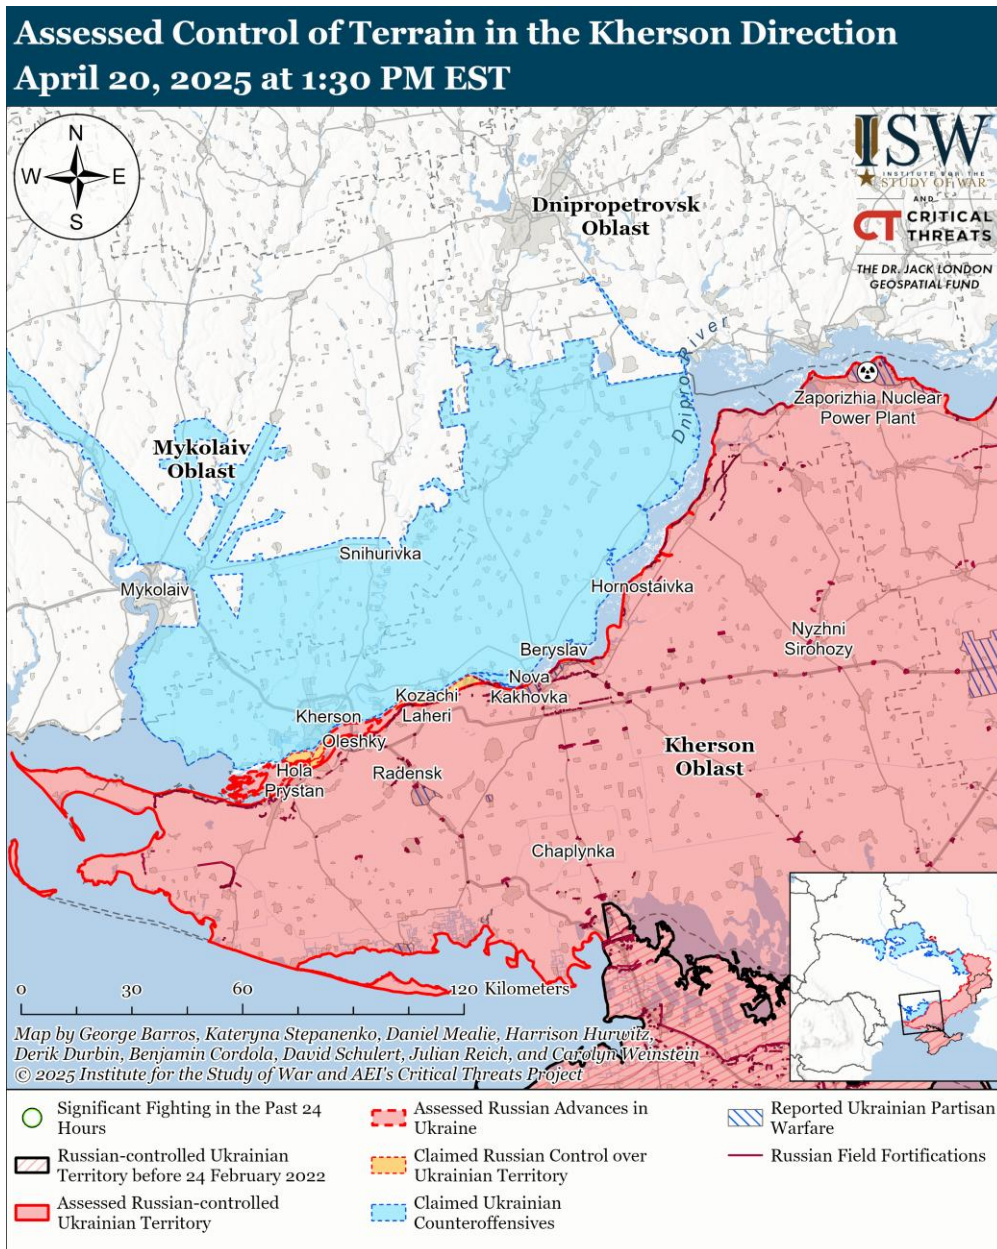 Assessed Control of Terrain in the Kherson Direction
April 20, 2025 at 1:30 PM EST
N
W E
S
ISW
INSTITUTE FOR THE
STUDY OF WAR
AND
CT CRITICAL
THREATS
THE DR. JACK LONDON
GEOSPATIAL FUND
Dnipropetrovsk
Oblast
Dnipro River
Zaporizhia Nuclear
Power Plant
Mykolaiv
Oblast
Snihurivka
Mykolaiv
Hornostaivka
Nyzhni
Sirohozy
Beryslav
Nova
Kakhovka
Kozachi
Laheri
Kherson
Oleshky
Hola
Prystan
Radensk
Kherson
Oblast
Chaplynka
0 30 60 120 Kilometers
Map by George Barros, Kateryna Stepanenko, Daniel Mealie, Harrison Hurwitz,
Derik Durbin, Benjamin Cordola, David Schulert, Julian Reich, and Carolyn Weinstein
© 2025 Institute for the Study of War and AEI's Critical Threats Project
Significant Fighting in the Past 24
Hours
Russian-controlled Ukrainian
Territory before 24 February 2022
Assessed Russian-controlled
Ukrainian Territory
Assessed Russian Advances in
Ukraine
Claimed Russian Control over
Ukrainian Territory
Claimed Ukrainian
Counteroffensives
Reported Ukrainian Partisan
Warfare
Russian Field Fortifications